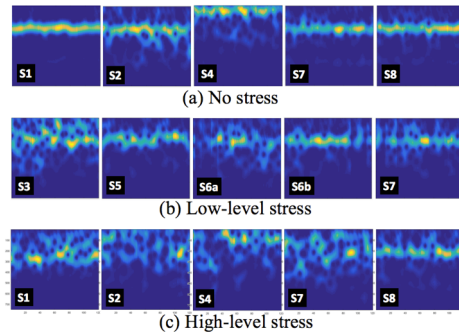 S1 S2 S4 S7 S8
(a) No stress
S3 S5 S6a S6b S7
(b) Low-level stress
S1 S2 S4 S7 S8
(c) High-level stress